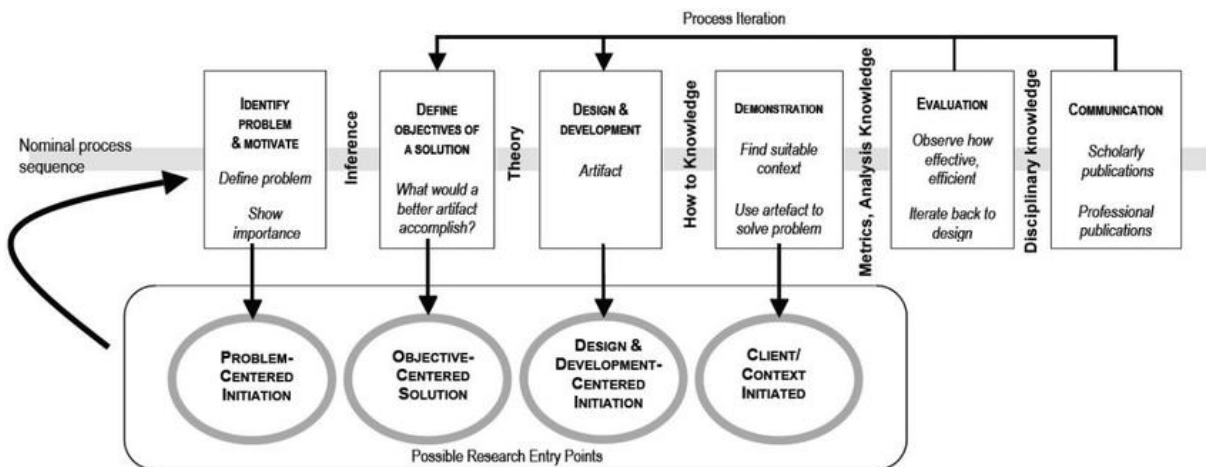 Process Iteration
Nominal process
sequence
IDENTIFY
PROBLEM
& MOTIVATE
Define problem
Show
importance
Inference
DEFINE
OBJECTIVES OF
A SOLUTION
What would a
better artifact
accomplish?
Theory
DESIGN &
DEVELOPMENT
Artifact
How to Knowledge
DEMONSTRATION
Find suitable
context
Use artefact to
solve problem
Metrics, Analysis Knowledge
EVALUATION
Observe how
effective,
efficient
Iterate back to
design
Disciplinary knowledge
COMMUNICATION
Scholarly
publications
Professional
publications
PROBLEM-
CENTERED
INITIATION
OBJECTIVE-
CENTERED
SOLUTION
DESIGN &
DEVELOPMENT-
CENTERED
INITIATION
CLIENT/
CONTEXT
INITIATED
Possible Research Entry Points